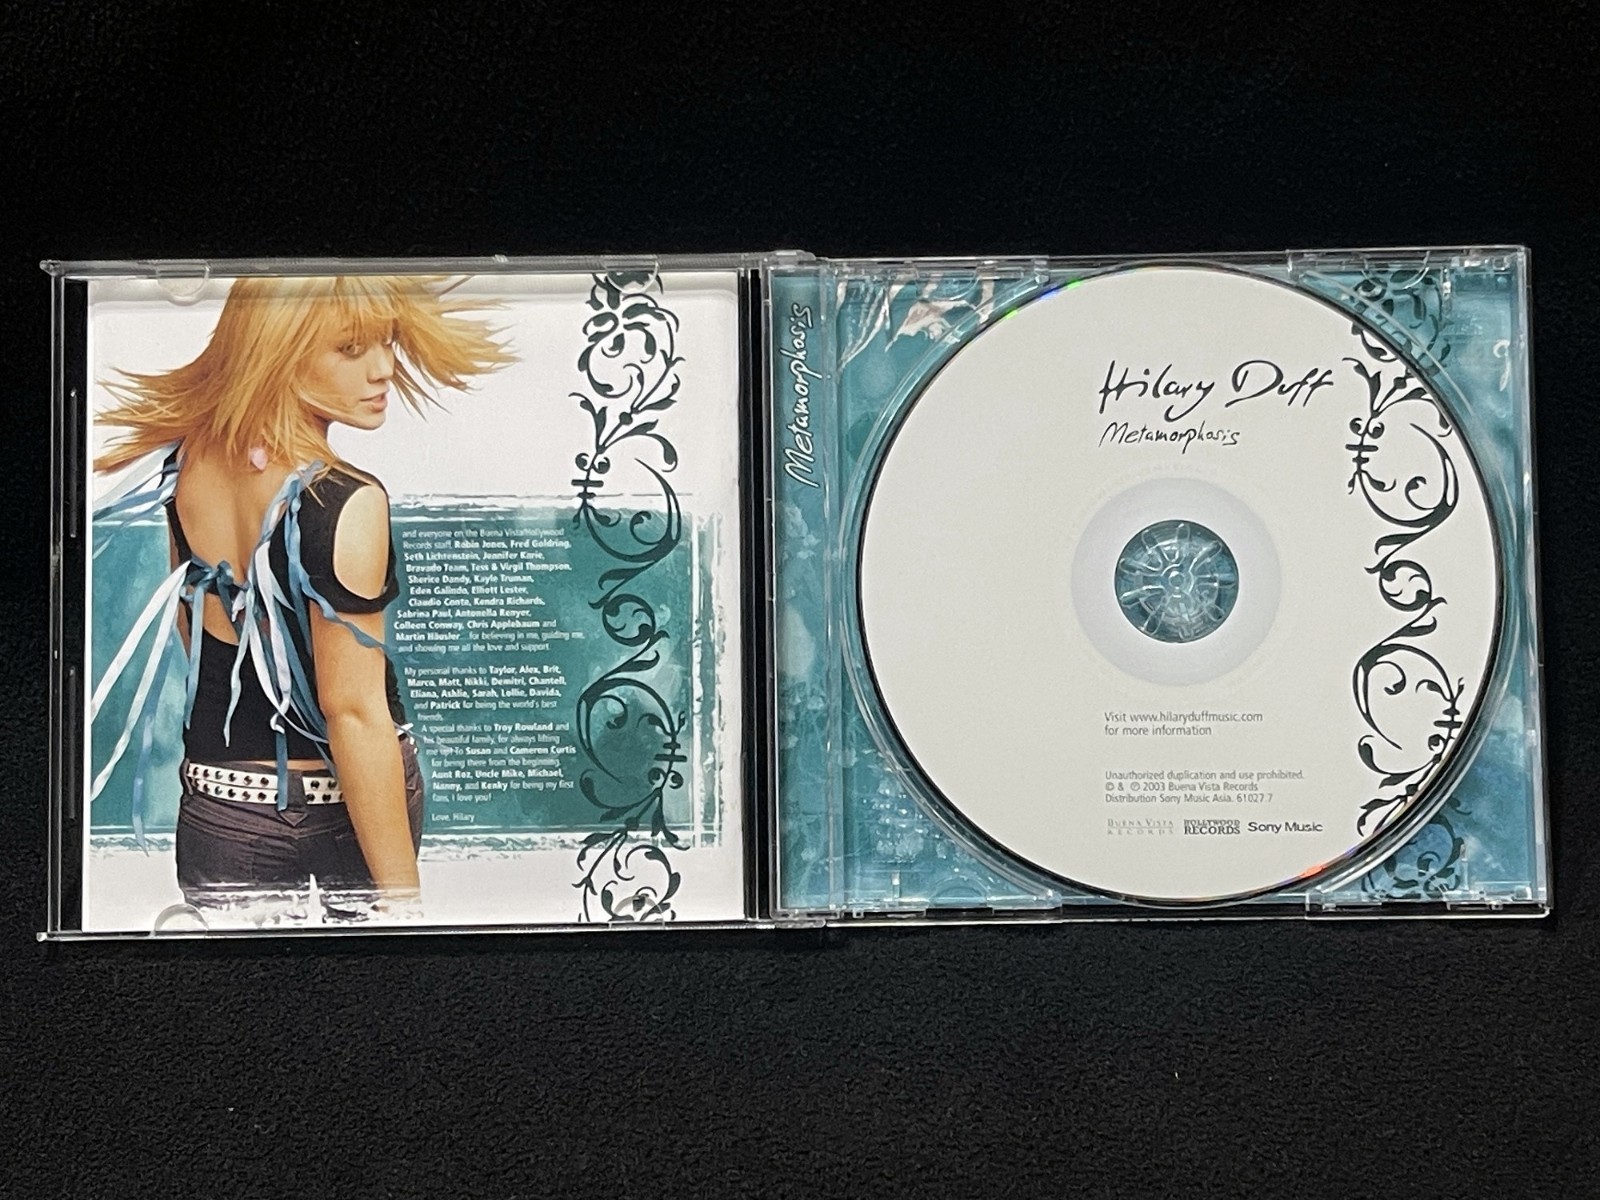 and everyone on the Buena Vista/Hollywood
Records staff, Robin Jones, Fred Goldring,
Seth Lichtenstein, Jennifer Karie,
Bravado Team, Tess & Virgil Thompson,
Sherice Dandy, Kayle Truman,
Eden Galindo, Elliott Lester,
Claudio Conte, Kendra Richards,
Sabrina Paul, Antonella Renyer,
Colleen Conway, Chris Applebaum and
Martin Häusler...for believing in me, guiding me,
and showing me all the love and support.
My personal thanks to Taylor, Alex, Brit,
Marco, Matt, Nikki, Demitri, Chantell,
Eliana, Ashlie, Sarah, Lollie, Davida,
and Patrick for being the world's best
friends.
A special thanks to Troy Rowland and
his beautiful family, for always lifting
me up! To Susan and Cameron Curtis
for being there from the beginning.
Aunt Roz, Uncle Mike, Michael,
Nanny, and Kenky for being my first
fans, I love you!
Love, Hilary
Metamorphosis
Hilary Duff
Metamorphosis
Visit www.hilaryduffmusic.com
for more information
Unauthorized duplication and use prohibited.
© & ℗ 2003 Buena Vista Records
Distribution Sony Music Asia. 61027 7
BUENA VISTA RECORDS HOLLYWOOD RECORDS Sony Music